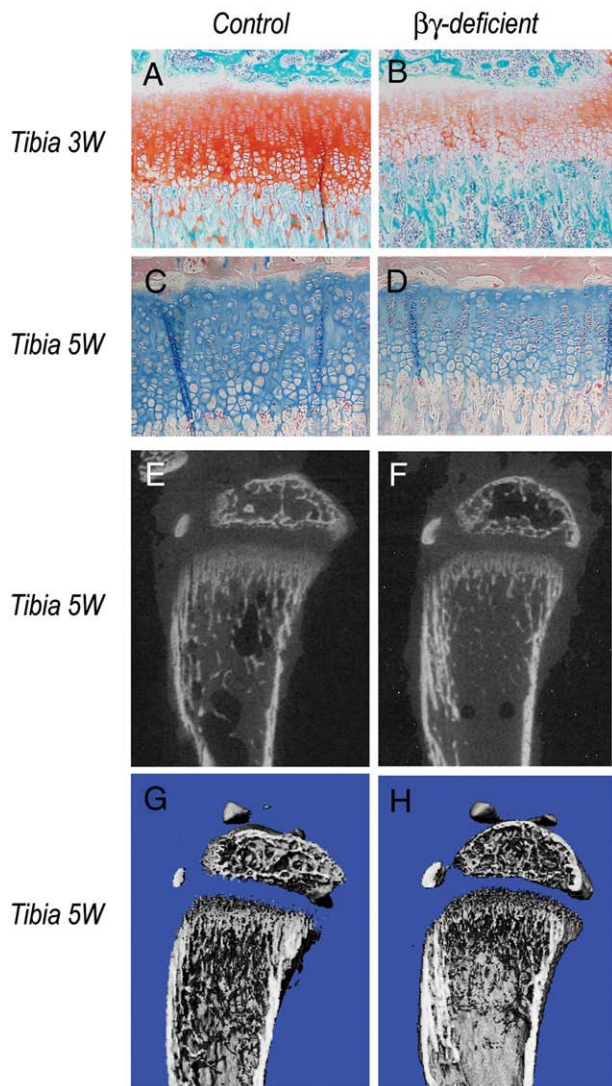 Control βγ-deficient
A B
Tibia 3W
C D
Tibia 5W
E F
Tibia 5W
G H
Tibia 5W